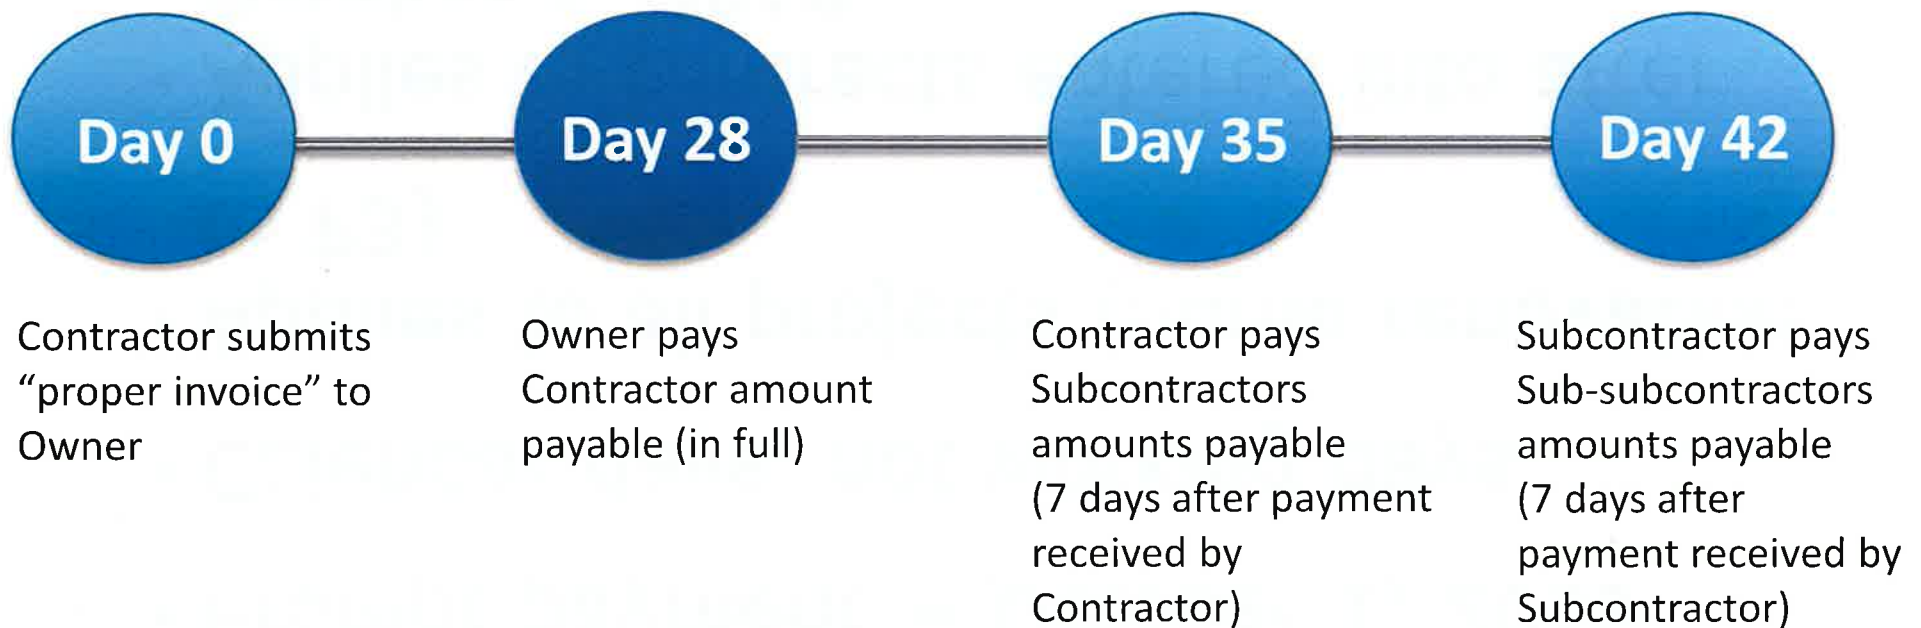 Day 0
Day 28
Day 35
Day 42
Contractor submits
“proper invoice” to
Owner
Owner pays
Contractor amount
payable (in full)
Contractor pays
Subcontractors
amounts payable
(7 days after payment
received by
Contractor)
Subcontractor pays
Sub-subcontractors
amounts payable
(7 days after
payment received by
Subcontractor)